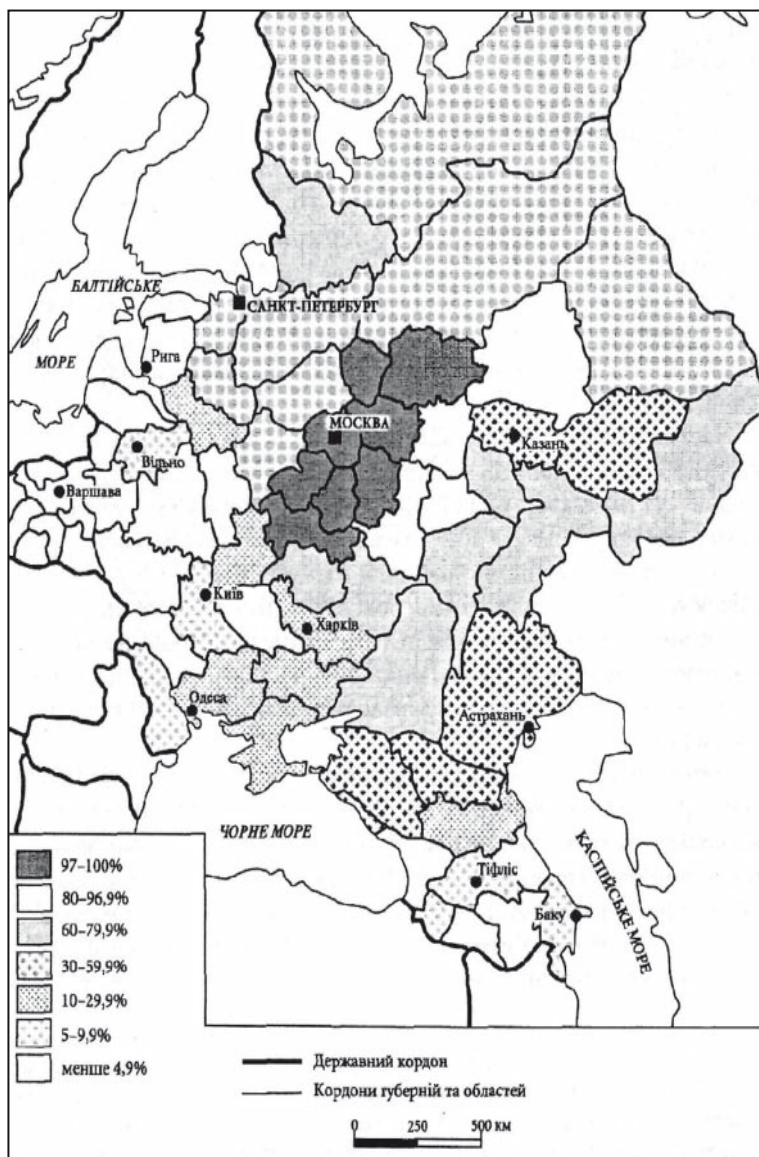 БАЛТІЙСЬКЕ
МОРЕ
САНКТ-ПЕТЕРБУРГ
Рига
МОСКВА
Казань
Вільно
Варшава
Київ
Харків
Одеса
Астрахань
ЧОРНЕ МОРЕ
Тіфліс
Баку
КАСПІЙСЬКЕ МОРЕ
97–100%
80–96,9%
60–79,9%
30–59,9%
10–29,9%
5–9,9%
менше 4,9%
Державний кордон
Кордони губерній та областей
0 250 500 км